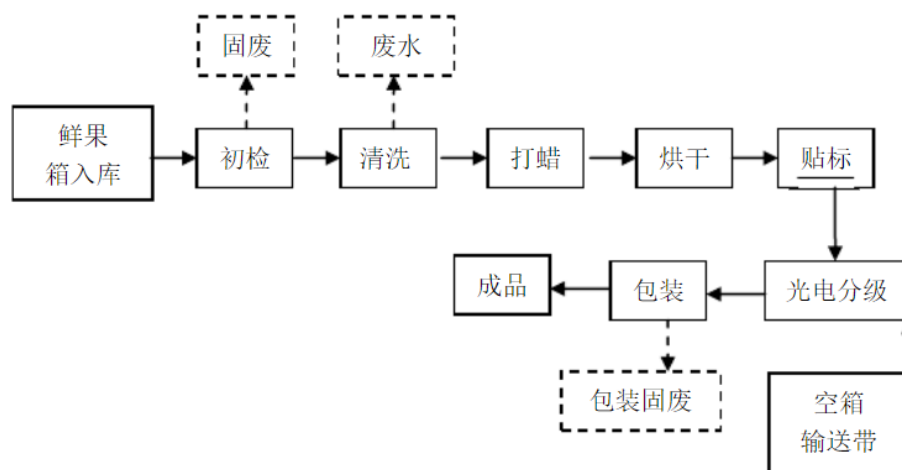 固废
废水
鲜果
箱入库
初检
清洗
打蜡
烘干
贴标
成品
包装
光电分级
包装固废
空箱
输送带